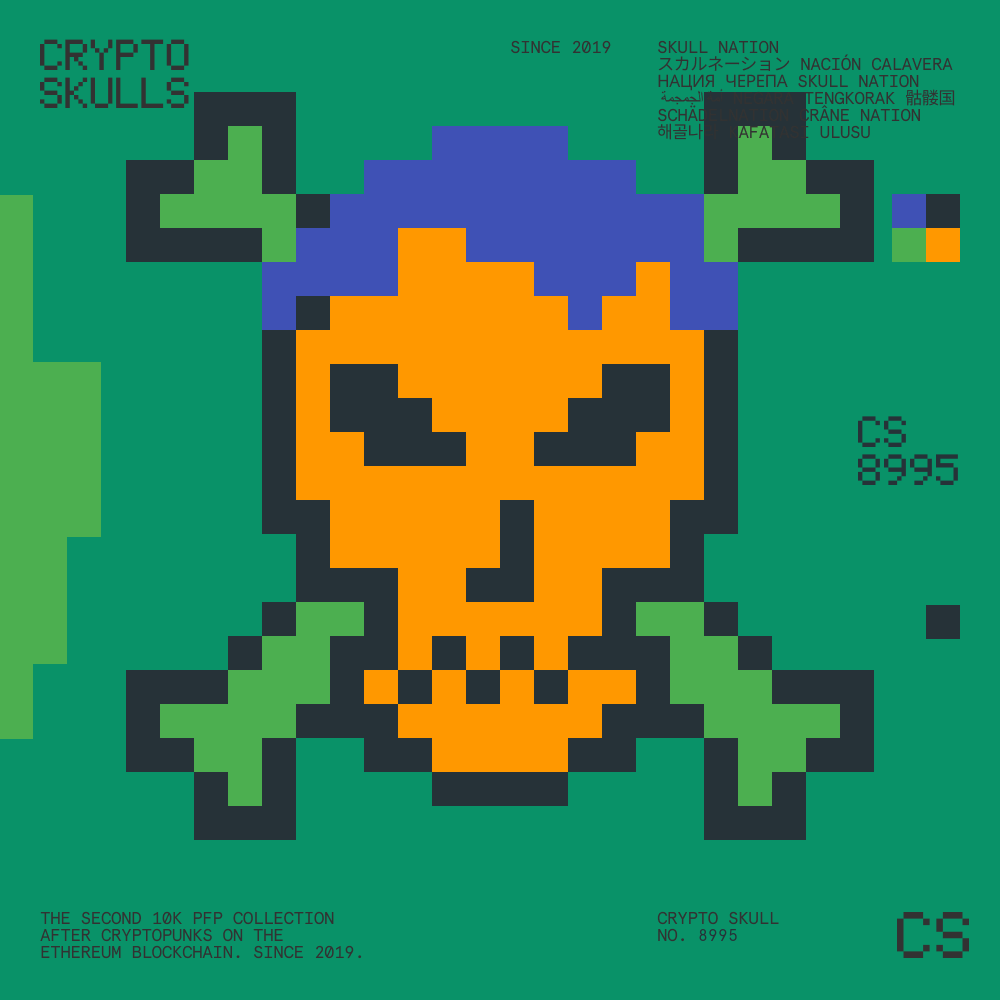 CRYPTO
SKULLS
SINCE 2019
SKULL NATION
スカルネーション NACIÓN CALAVERA
НАЦИЯ ЧЕРЕПА SKULL NATION
TENGKORAK 骷髅国
CRÂNE NATION
ULUSU
CS
8995
THE SECOND 10K PFP COLLECTION
AFTER CRYPTOPUNKS ON THE
ETHEREUM BLOCKCHAIN. SINCE 2019.
CRYPTO SKULL
NO. 8995
CS